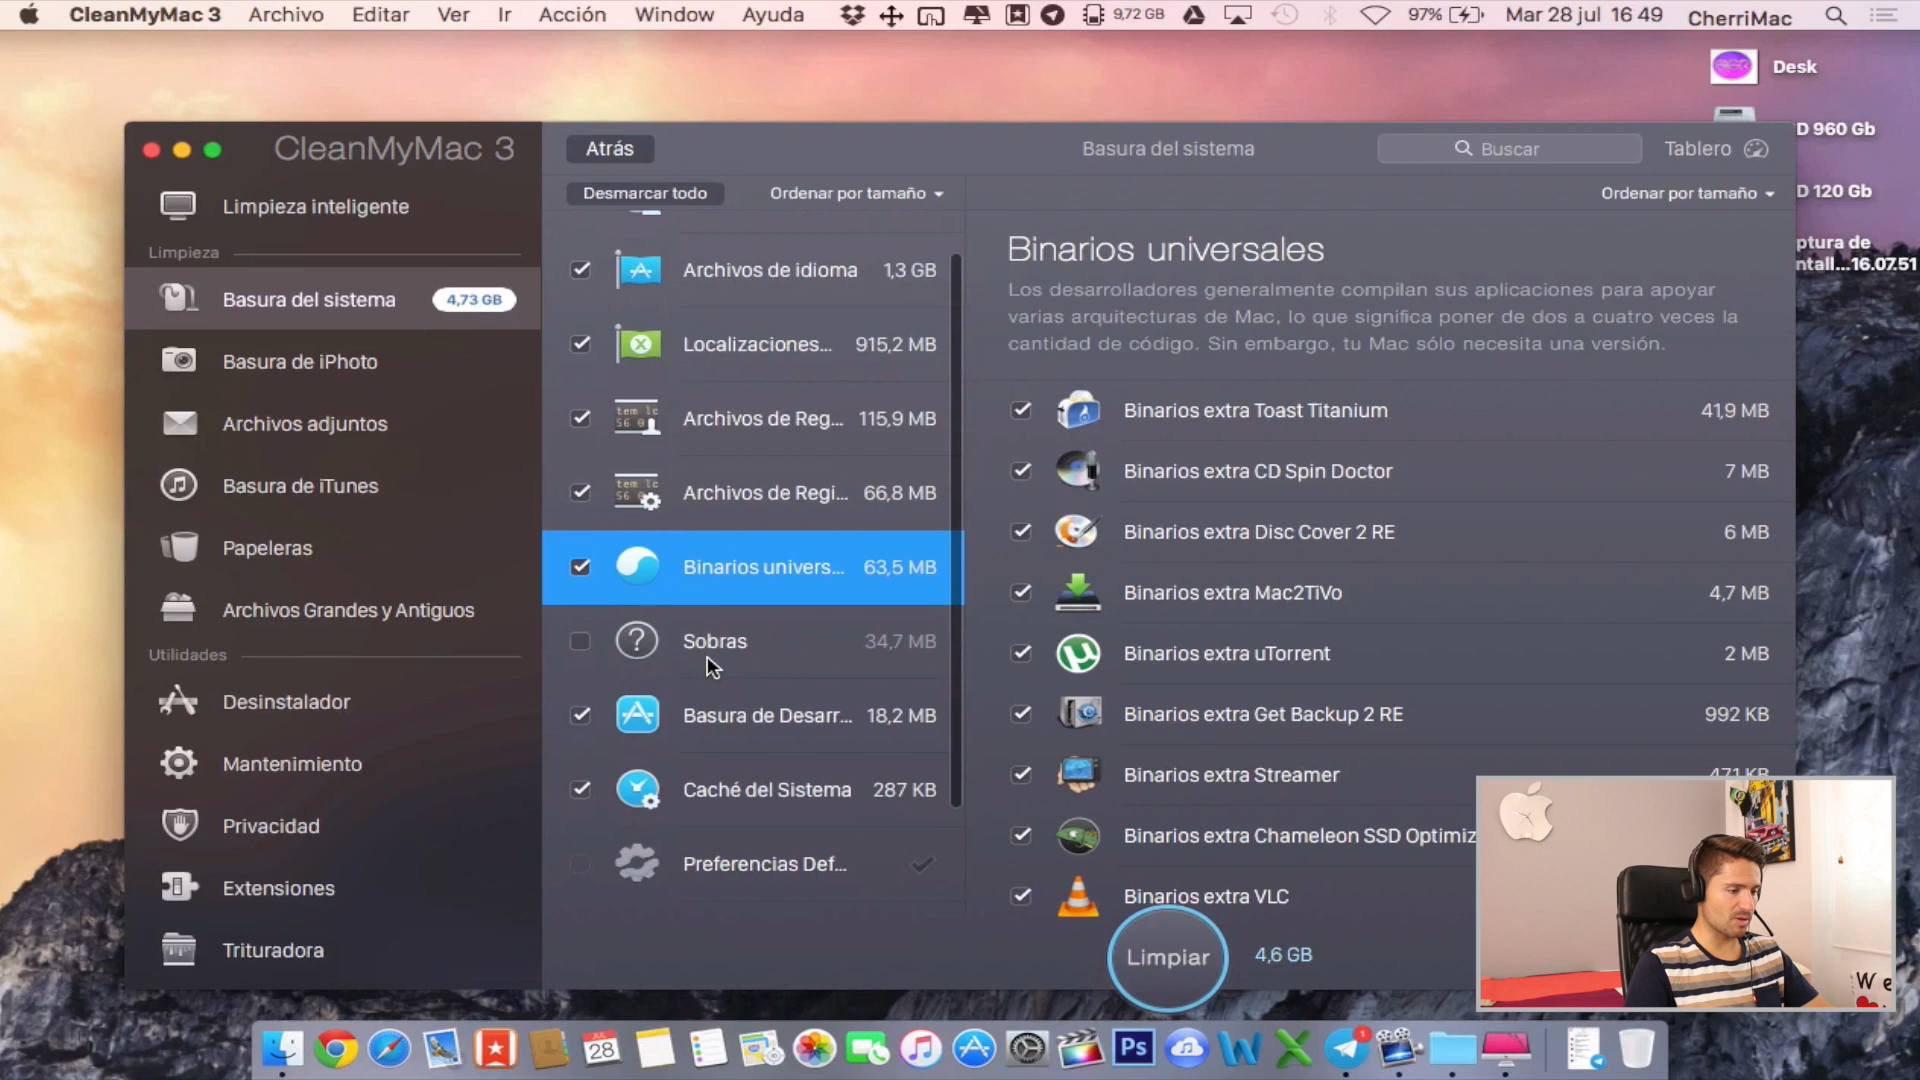 CleanMyMac 3 Archivo Editar Ver Ir Acción Window Ayuda 9,72 GB 97% Mar 28 jul 16 49 CherriMac
Desk
D 960 Gb
D 120 Gb
ptura de
ntall...16.07.51
CleanMyMac 3
Limpieza inteligente
Limpieza
Basura del sistema 4,73 GB
Basura de iPhoto
Archivos adjuntos
Basura de iTunes
Papeleras
Archivos Grandes y Antiguos
Utilidades
Desinstalador
Mantenimiento
Privacidad
Extensiones
Trituradora
Atrás
Basura del sistema
Buscar
Tablero
Desmarcar todo
Ordenar por tamaño
Ordenar por tamaño
Archivos de idioma 1,3 GB
Localizaciones... 915,2 MB
Archivos de Reg... 115,9 MB
Archivos de Regi... 66,8 MB
Binarios univers... 63,5 MB
Sobras 34,7 MB
Basura de Desarr... 18,2 MB
Caché del Sistema 287 KB
Preferencias Def...
Binarios universales
Los desarrolladores generalmente compilan sus aplicaciones para apoyar
varias arquitecturas de Mac, lo que significa poner de dos a cuatro veces la
cantidad de código. Sin embargo, tu Mac sólo necesita una versión.
Binarios extra Toast Titanium 41,9 MB
Binarios extra CD Spin Doctor 7 MB
Binarios extra Disc Cover 2 RE 6 MB
Binarios extra Mac2TiVo 4,7 MB
Binarios extra uTorrent 2 MB
Binarios extra Get Backup 2 RE 992 KB
Binarios extra Streamer 471 KB
Binarios extra Chameleon SSD Optimiz
Binarios extra VLC
Limpiar 4,6 GB
We
JUL
28
Ps
1